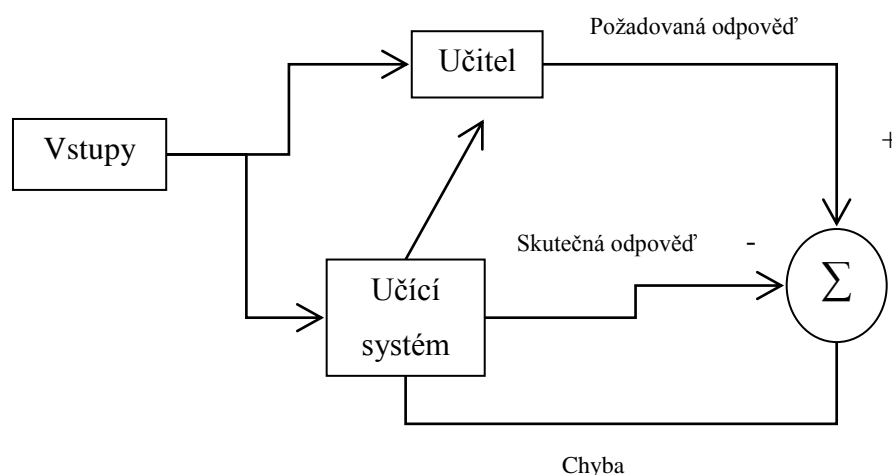 Požadovaná odpověď
Učitel
+
Vstupy
Skutečná odpověď
-
Učící
systém
Σ
Chyba